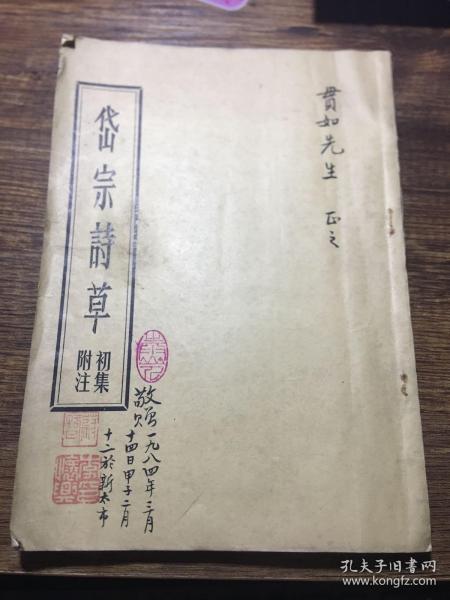 贯如先生 正之
岱宗詩草
初集
附注
敬贈 一九八四年三月
十四日甲子二月
十二於新太市
孔夫子旧书网
www.kongfz.com